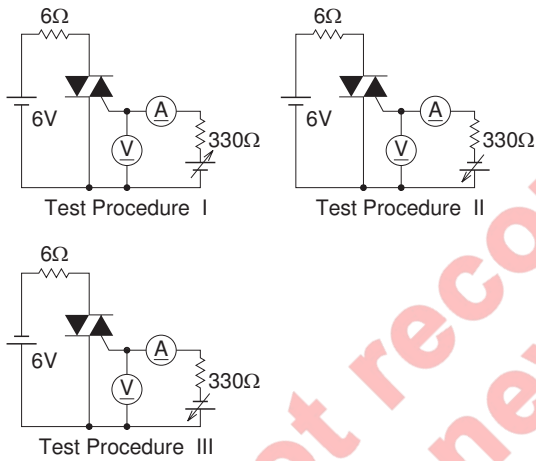 6Ω
6V
A
V
330Ω
Test Procedure I
6Ω
6V
A
V
330Ω
Test Procedure II
6Ω
6V
A
V
330Ω
Test Procedure III